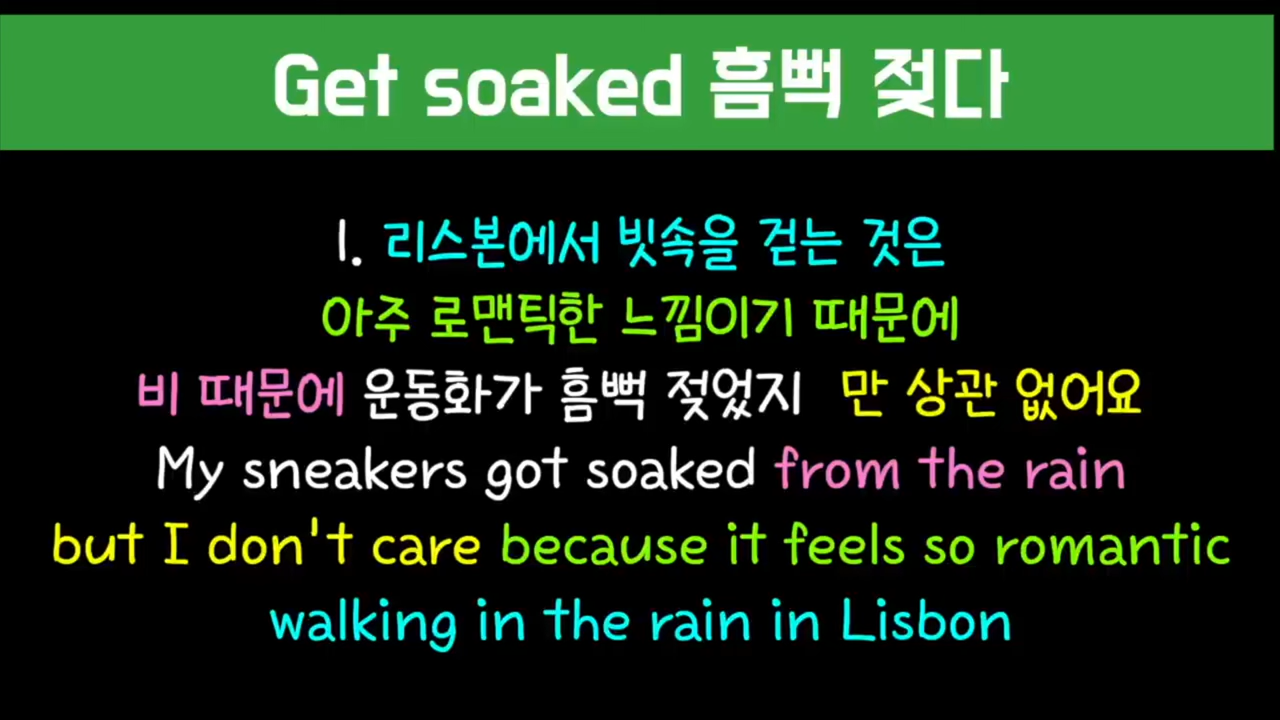 Get soaked 흠뻑 젖다
1. 리스본에서 빗속을 걷는 것은
아주 로맨틱한 느낌이기 때문에
비 때문에 운동화가 흠뻑 젖었지 만 상관 없어요
My sneakers got soaked from the rain
but I don't care because it feels so romantic
walking in the rain in Lisbon